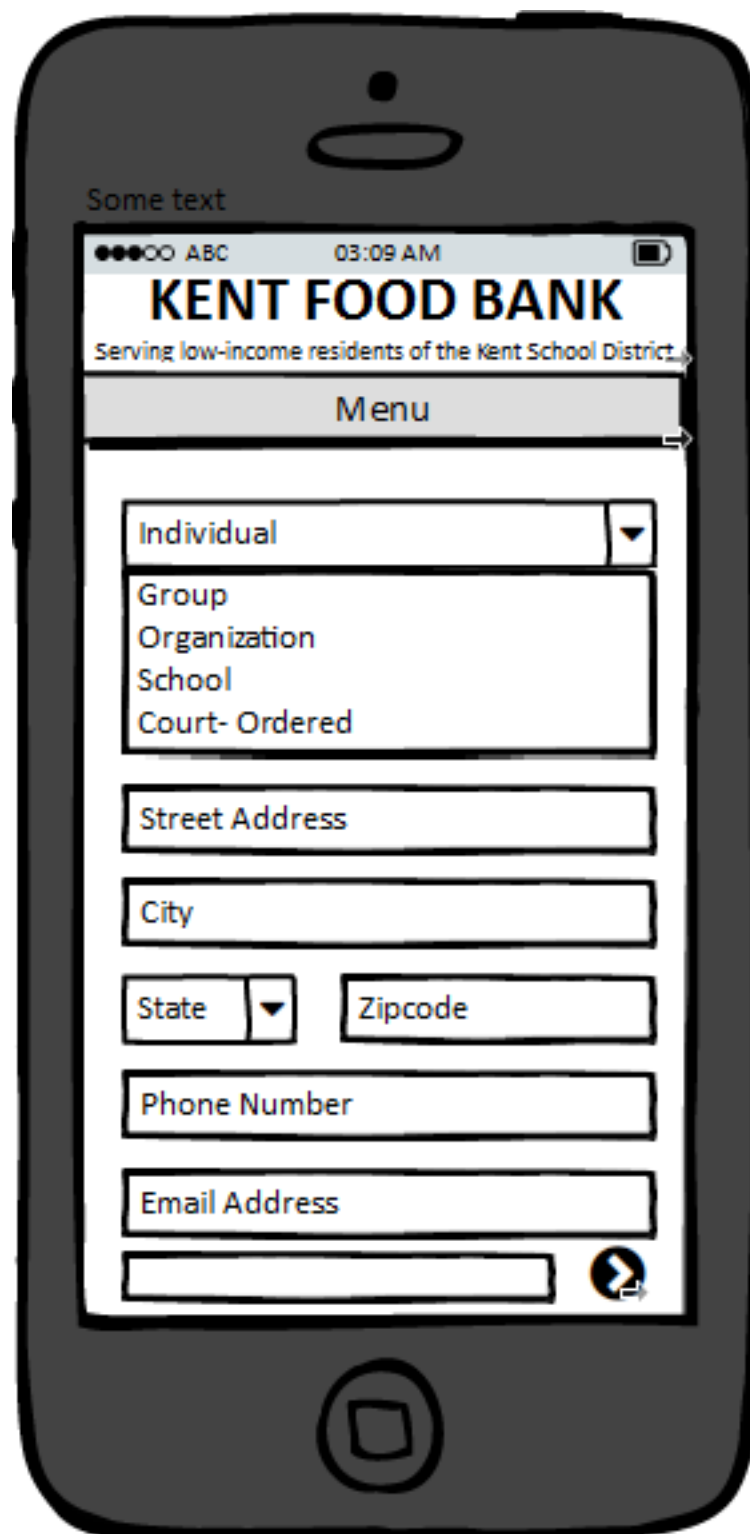 Some text
ABC 03:09 AM
KENT FOOD BANK
Serving low-income residents of the Kent School District
Menu
Individual
Group
Organization
School
Court- Ordered
Street Address
City
State Zipcode
Phone Number
Email Address